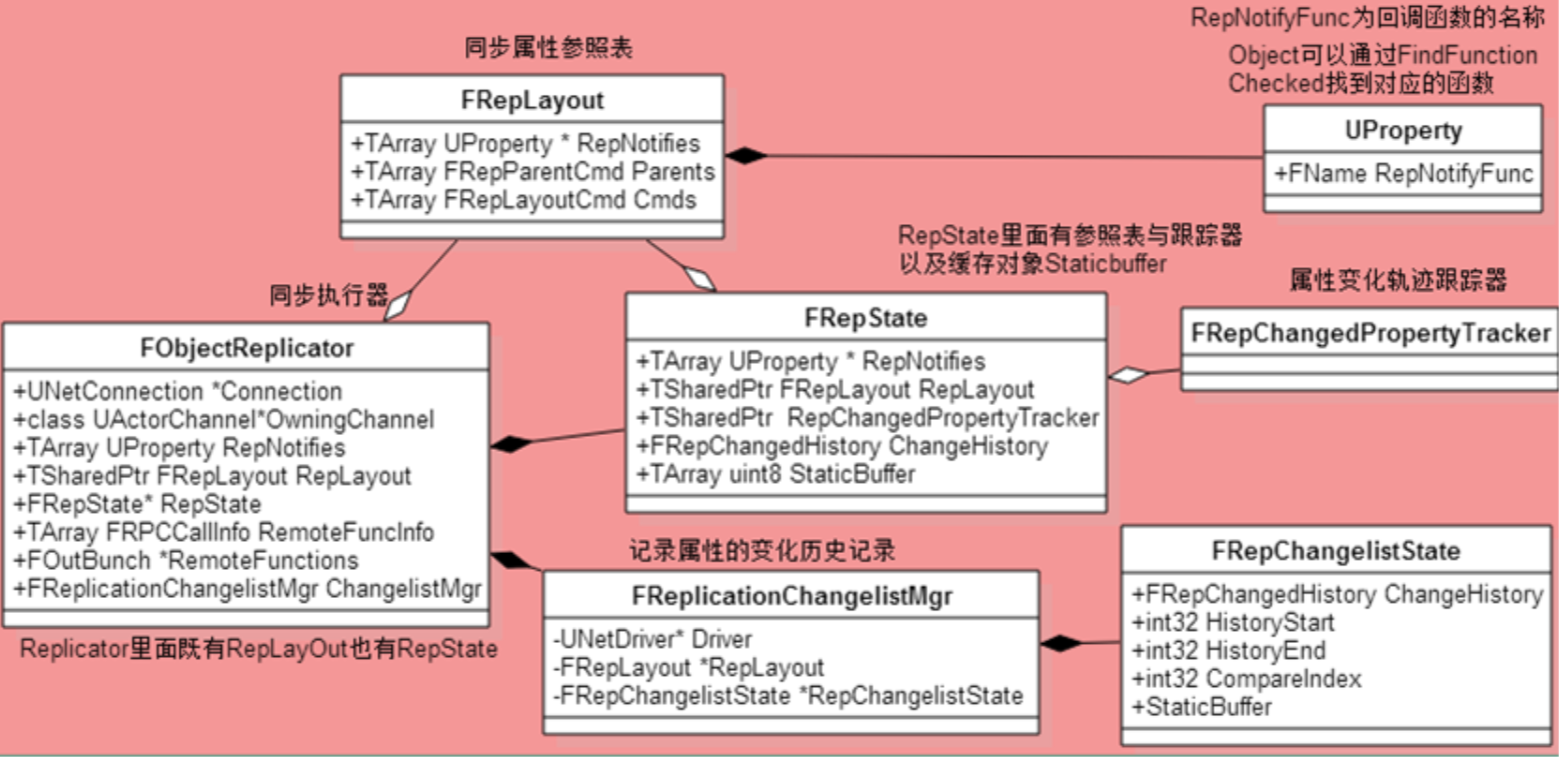 同步属性参照表
FRepLayout
+TArray UProperty * RepNotifies
+TArray FRepParentCmd Parents
+TArray FRepLayoutCmd Cmds
RepNotifyFunc为回调函数的名称
Object可以通过FindFunction
Checked找到对应的函数
UProperty
+FName RepNotifyFunc
RepState里面有参照表与跟踪器
以及缓存对象Staticbuffer
属性变化轨迹跟踪器
FRepChangedPropertyTracker
同步执行器
FObjectReplicator
+UNetConnection *Connection
+class UActorChannel*OwningChannel
+TArray UProperty RepNotifies
+TSharedPtr FRepLayout RepLayout
+FRepState* RepState
+TArray FRPCCallInfo RemoteFuncInfo
+FOutBunch *RemoteFunctions
+FReplicationChangelistMgr ChangelistMgr
Replicator里面既有RepLayOut也有RepState
FRepState
+TArray UProperty * RepNotifies
+TSharedPtr FRepLayout RepLayout
+TSharedPtr RepChangedPropertyTracker
+FRepChangedHistory ChangeHistory
+TArray uint8 StaticBuffer
记录属性的变化历史记录
FReplicationChangelistMgr
-UNetDriver* Driver
-FRepLayout *RepLayout
-FRepChangelistState *RepChangelistState
FRepChangelistState
+FRepChangedHistory ChangeHistory
+int32 HistoryStart
+int32 HistoryEnd
+int32 CompareIndex
+StaticBuffer